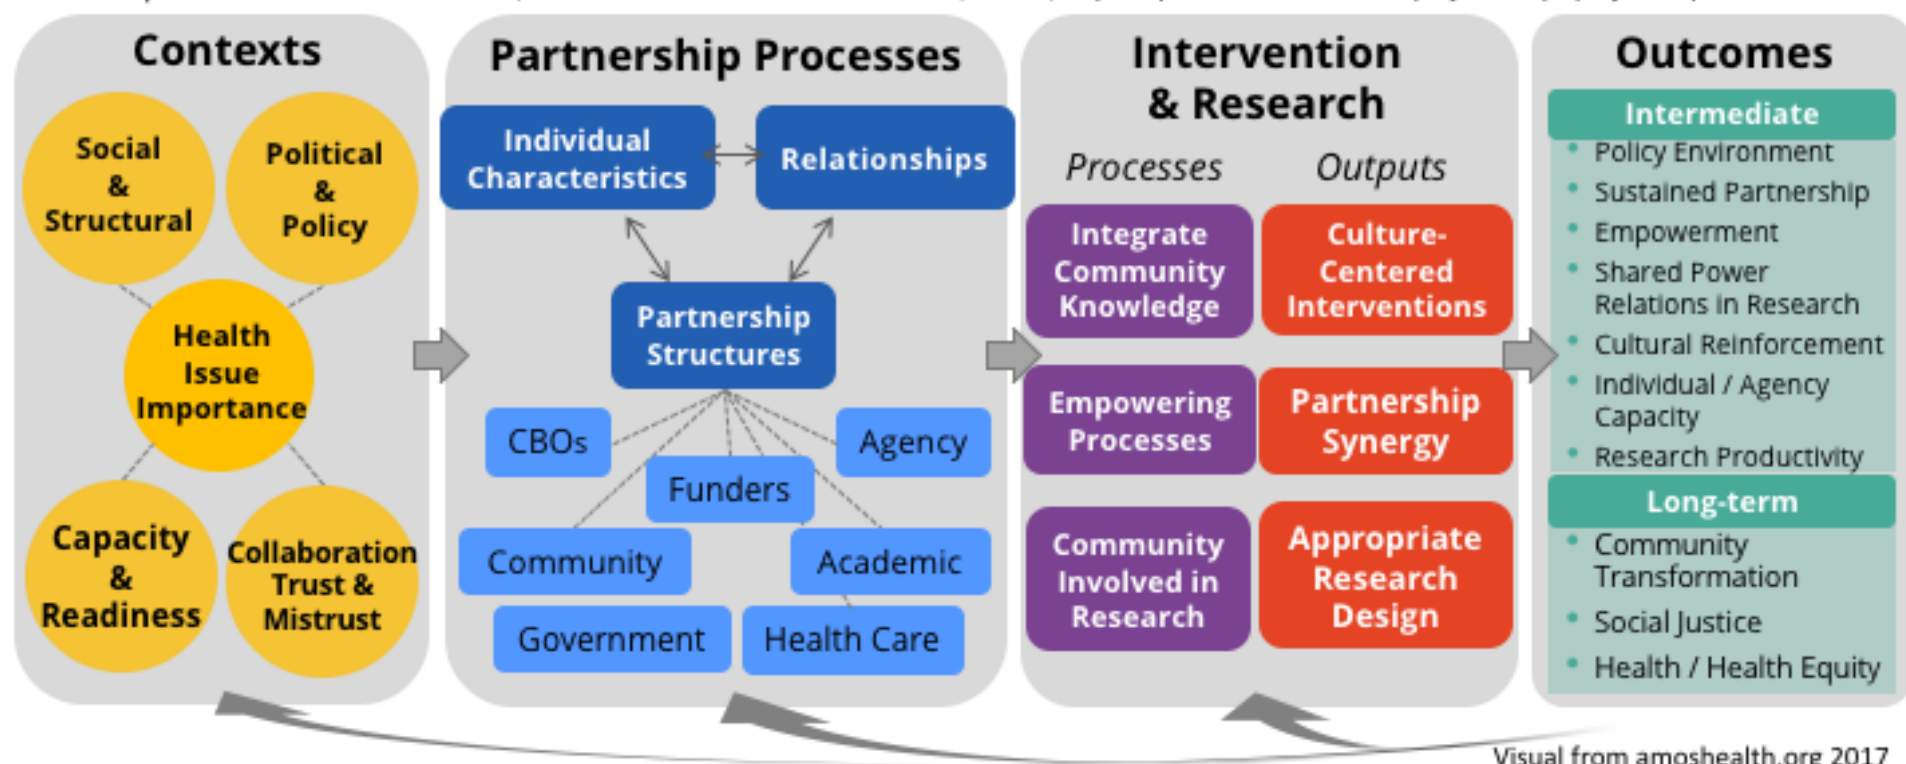 Contexts
Social
&
Structural
Political
&
Policy
Health
Issue
Importance
Capacity
&
Readiness
Collaboration
Trust &
Mistrust
Partnership Processes
Individual
Characteristics
Relationships
Partnership
Structures
CBOs
Agency
Funders
Community
Academic
Government
Health Care
Intervention
& Research
Processes
Outputs
Integrate
Community
Knowledge
Culture-
Centered
Interventions
Empowering
Processes
Partnership
Synergy
Community
Involved in
Research
Appropriate
Research
Design
Outcomes
Intermediate
• Policy Environment
• Sustained Partnership
• Empowerment
• Shared Power
Relations in Research
• Cultural Reinforcement
• Individual / Agency
Capacity
• Research Productivity
Long-term
• Community
Transformation
• Social Justice
• Health / Health Equity
Visual from amoshealth.org 2017